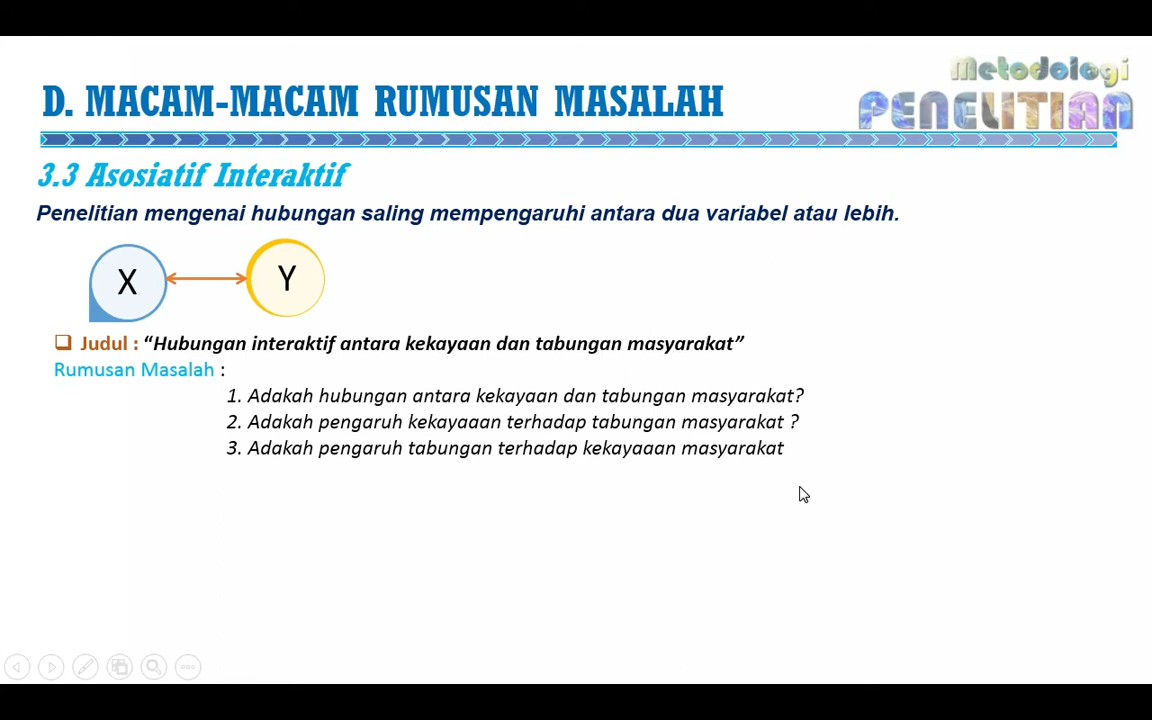 Metodologi
PENELITIAN
D. MACAM-MACAM RUMUSAN MASALAH
3.3 Asosiatif Interaktif
Penelitian mengenai hubungan saling mempengaruhi antara dua variabel atau lebih.
X
Y
Judul : “Hubungan interaktif antara kekayaan dan tabungan masyarakat”
Rumusan Masalah :
1. Adakah hubungan antara kekayaan dan tabungan masyarakat?
2. Adakah pengaruh kekayaaan terhadap tabungan masyarakat ?
3. Adakah pengaruh tabungan terhadap kekayaaan masyarakat